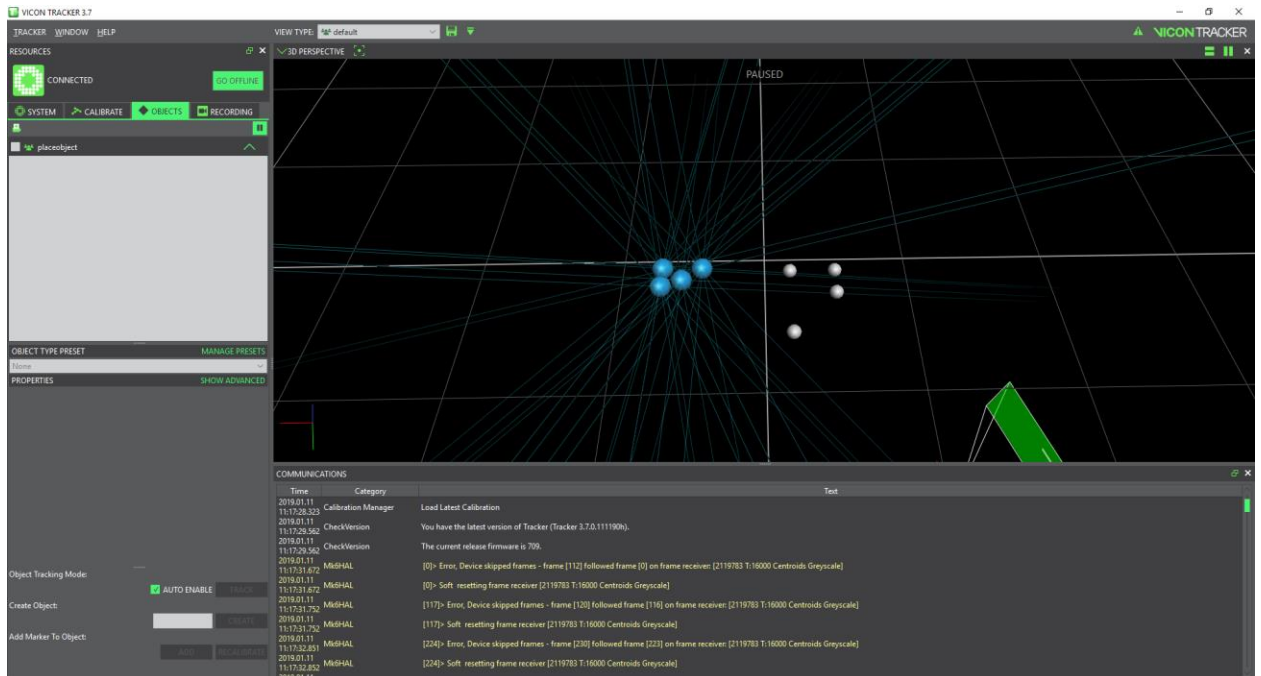 VICON TRACKER 3.7
TRACKER WINDOW HELP
VIEW TYPE: default
VICON TRACKER
RESOURCES
3D PERSPECTIVE
CONNECTED
GO OFFLINE
PAUSED
SYSTEM CALIBRATE OBJECTS RECORDING
placeobject
OBJECT TYPE PRESET MANAGE PRESETS
None
PROPERTIES SHOW ADVANCED
Object Tracking Mode:
AUTO ENABLE TRACK
Create Object:
CREATE
Add Marker To Object:
ADD RECALIBRATE
COMMUNICATIONS
Time Category Text
2019.01.11
11:17:28.323 Calibration Manager Load Latest Calibration
2019.01.11
11:17:29.562 CheckVersion You have the latest version of Tracker (Tracker 3.7.0.111190h).
2019.01.11
11:17:29.562 CheckVersion The current release firmware is 709.
2019.01.11
11:17:31.672 Mk6HAL [0]> Error, Device skipped frames - frame [112] followed frame [0] on frame receiver: [2119783 T:16000 Centroids Greyscale]
2019.01.11
11:17:31.672 Mk6HAL [0]> Soft resetting frame receiver [2119783 T:16000 Centroids Greyscale]
2019.01.11
11:17:31.752 Mk6HAL [117]> Error, Device skipped frames - frame [120] followed frame [116] on frame receiver: [2119783 T:16000 Centroids Greyscale]
2019.01.11
11:17:31.752 Mk6HAL [117]> Soft resetting frame receiver [2119783 T:16000 Centroids Greyscale]
2019.01.11
11:17:32.851 Mk6HAL [224]> Error, Device skipped frames - frame [230] followed frame [223] on frame receiver: [2119783 T:16000 Centroids Greyscale]
2019.01.11
11:17:32.852 Mk6HAL [224]> Soft resetting frame receiver [2119783 T:16000 Centroids Greyscale]